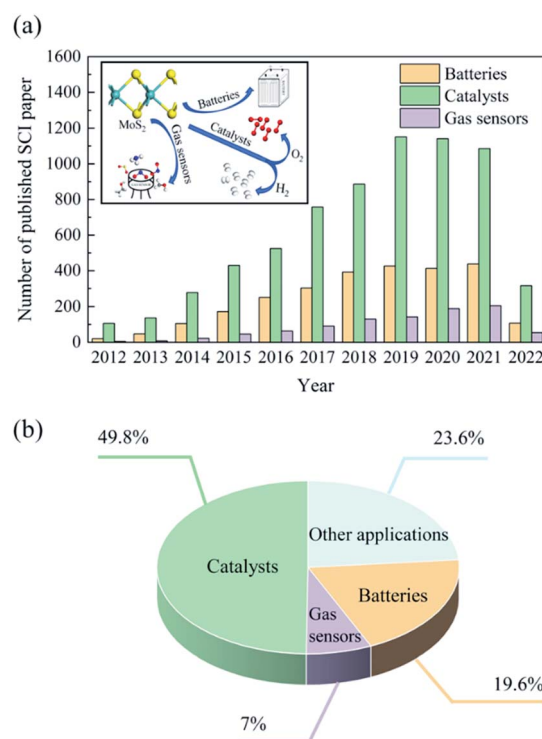 (a)
1600
1400
1200
1000
800
600
400
200
0
Number of published SCI paper
Batteries
Catalysts
Gas sensors
MoS2
Batteries
Catalysts
Gas sensors
O2
H2
2012 2013 2014 2015 2016 2017 2018 2019 2020 2021 2022
Year
(b)
49.8%
23.6%
Other applications
Catalysts
Batteries
Gas
sensors
19.6%
7%